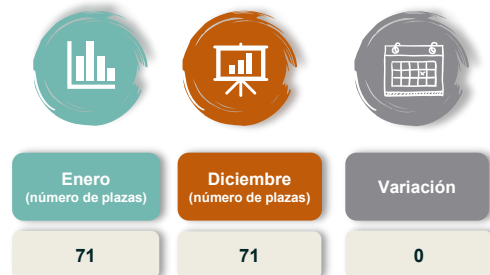 Enero
(número de plazas)
Diciembre
(número de plazas)
Variación
71
71
0